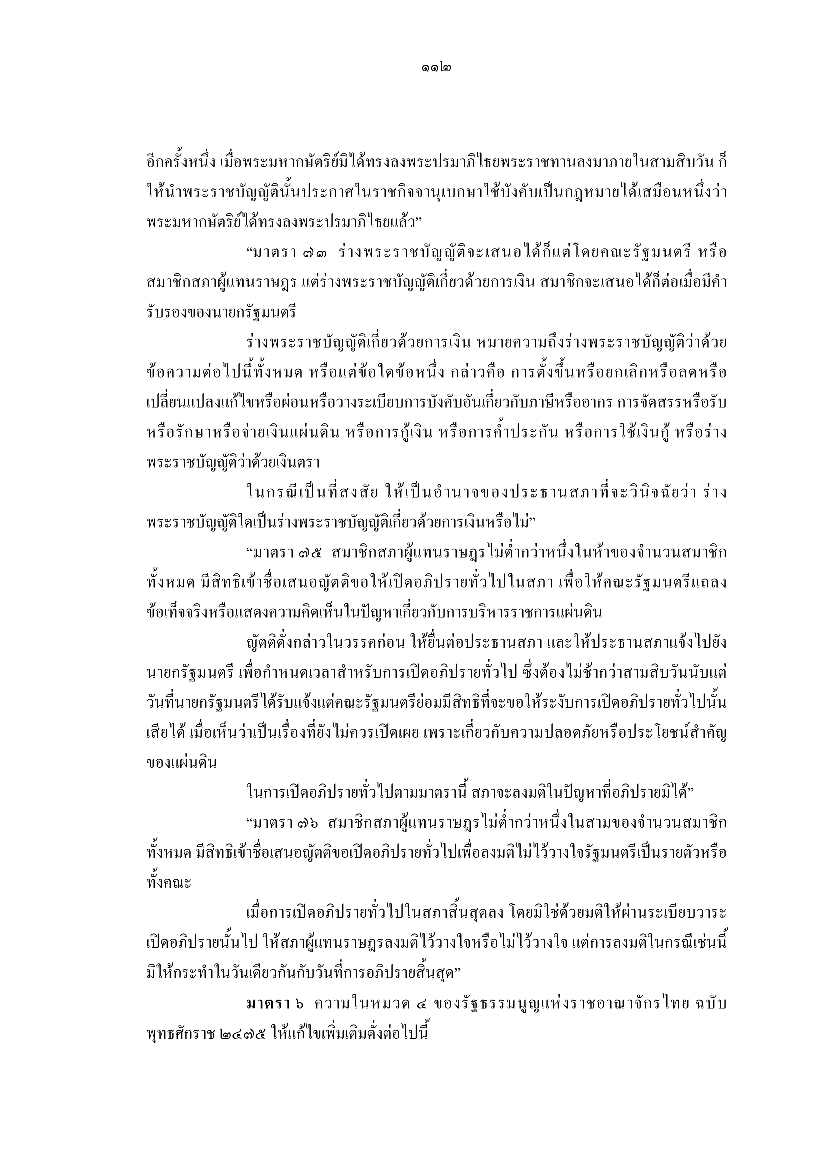 ๑๑๒
อีกครั้งหนึ่ง เมื่อพระมหากษัตริย์มิได้ทรงลงพระปรมาภิไธยพระราชทานลงมาภายในสามสิบวัน ก็
ให้นำพระราชบัญญัตินั้นประกาศในราชกิจจานุเบกษาใช้บังคับเป็นกฎหมายได้เสมือนหนึ่งว่า
พระมหากษัตริย์ได้ทรงลงพระปรมาภิไธยแล้ว”
“มาตรา ๗๓ ร่างพระราชบัญญัติจะเสนอได้ก็แต่โดยคณะรัฐมนตรี หรือ
สมาชิกสภาผู้แทนราษฎร แต่ร่างพระราชบัญญัติเกี่ยวด้วยการเงิน สมาชิกจะเสนอได้ก็ต่อเมื่อมีคำ
รับรองของนายกรัฐมนตรี
ร่างพระราชบัญญัติเกี่ยวด้วยการเงิน หมายความถึงร่างพระราชบัญญัติว่าด้วย
ข้อความต่อไปนี้ทั้งหมด หรือแต่ข้อใดข้อหนึ่ง กล่าวคือ การตั้งขึ้นหรือยกเลิกหรือลดหรือ
เปลี่ยนแปลงแก้ไขหรือผ่อนหรือวางระเบียบการบังคับอันเกี่ยวกับภาษีหรืออากร การจัดสรรหรือรับ
หรือรักษาหรือจ่ายเงินแผ่นดิน หรือการกู้เงิน หรือการค้ำประกัน หรือการใช้เงินกู้ หรือร่าง
พระราชบัญญัติว่าด้วยเงินตรา
ในกรณีเป็นที่สงสัย ให้เป็นอำนาจของประธานสภาที่จะวินิจฉัยว่า ร่าง
พระราชบัญญัติใดเป็นร่างพระราชบัญญัติเกี่ยวด้วยการเงินหรือไม่”
“มาตรา ๗๕ สมาชิกสภาผู้แทนราษฎรไม่ต่ำกว่าหนึ่งในห้าของจำนวนสมาชิก
ทั้งหมด มีสิทธิเข้าชื่อเสนอญัตติขอให้เปิดอภิปรายทั่วไปในสภา เพื่อให้คณะรัฐมนตรีแถลง
ข้อเท็จจริงหรือแสดงความคิดเห็นในปัญหาเกี่ยวกับการบริหารราชการแผ่นดิน
ญัตติดั่งกล่าวในวรรคก่อน ให้ยื่นต่อประธานสภา และให้ประธานสภาแจ้งไปยัง
นายกรัฐมนตรี เพื่อกำหนดเวลาสำหรับการเปิดอภิปรายทั่วไป ซึ่งต้องไม่ช้ากว่าสามสิบวันนับแต่
วันที่นายกรัฐมนตรีได้รับแจ้งแต่คณะรัฐมนตรีย่อมมีสิทธิที่จะขอให้ระงับการเปิดอภิปรายทั่วไปนั้น
เสียได้ เมื่อเห็นว่าเป็นเรื่องที่ยังไม่ควรเปิดเผย เพราะเกี่ยวกับความปลอดภัยหรือประโยชน์สำคัญ
ของแผ่นดิน
ในการเปิดอภิปรายทั่วไปตามมาตรานี้ สภาจะลงมติในปัญหาที่อภิปรายมิได้”
“มาตรา ๗๖ สมาชิกสภาผู้แทนราษฎรไม่ต่ำกว่าหนึ่งในสามของจำนวนสมาชิก
ทั้งหมด มีสิทธิเข้าชื่อเสนอญัตติขอเปิดอภิปรายทั่วไปเพื่อลงมติไม่ไว้วางใจรัฐมนตรีเป็นรายตัวหรือ
ทั้งคณะ
เมื่อการเปิดอภิปรายทั่วไปในสภาสิ้นสุดลง โดยมิใช่ด้วยมติให้ผ่านระเบียบวาระ
เปิดอภิปรายนั้นไป ให้สภาผู้แทนราษฎรลงมติไว้วางใจหรือไม่ไว้วางใจ แต่การลงมติในกรณีเช่นนี้
มิให้กระทำในวันเดียวกันกับวันที่การอภิปรายสิ้นสุด”
มาตรา ๖ ความในหมวด ๔ ของรัฐธรรมนูญแห่งราชอาณาจักรไทย ฉบับ
พุทธศักราช ๒๔๗๕ ให้แก้ไขเพิ่มเติมดั่งต่อไปนี้